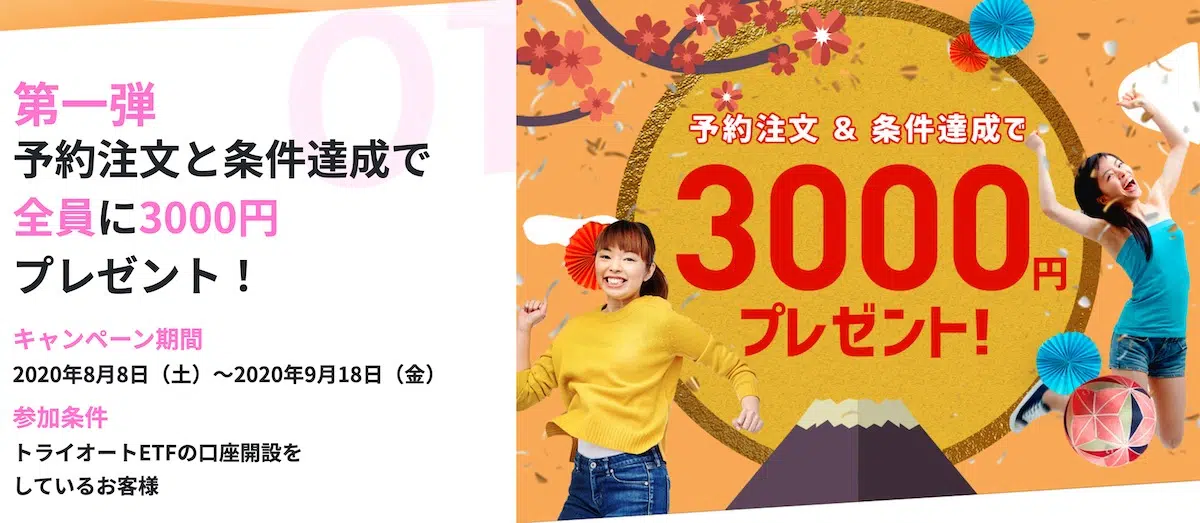 01
第一弾
予約注文と条件達成で
全員に3000円
プレゼント！
キャンペーン期間
2020年8月8日（土）〜2020年9月18日（金）
参加条件
トライオートETFの口座開設を
しているお客様
予約注文 & 条件達成で
3000円
プレゼント!